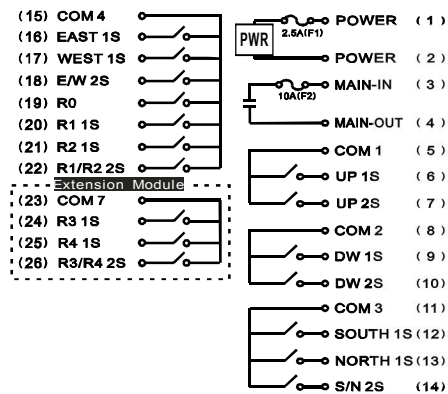 (15) COM 4
(16) EAST 1S
(17) WEST 1S
(18) E/W 2S
(19) R0
(20) R1 1S
(21) R2 1S
(22) R1/R2 2S
Extension Module
(23) COM 7
(24) R3 1S
(25) R4 1S
(26) R3/R4 2S
PWR
2.5A(F1)
POWER (1)
POWER (2)
10A(F2)
MAIN-IN (3)
MAIN-OUT (4)
COM 1 (5)
UP 1S (6)
UP 2S (7)
COM 2 (8)
DW 1S (9)
DW 2S (10)
COM 3 (11)
SOUTH 1S (12)
NORTH 1S (13)
S/N 2S (14)